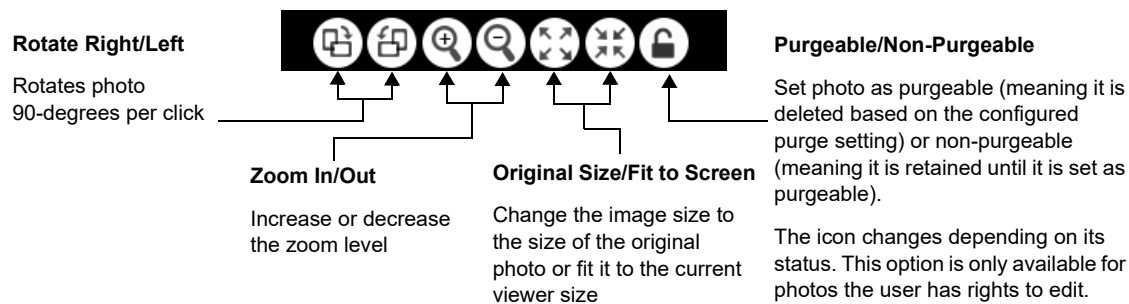 Rotate Right/Left
Rotates photo
90-degrees per click
Zoom In/Out
Increase or decrease
the zoom level
Original Size/Fit to Screen
Change the image size to
the size of the original
photo or fit it to the current
viewer size
Purgeable/Non-Purgeable
Set photo as purgeable (meaning it is
deleted based on the configured
purge setting) or non-purgeable
(meaning it is retained until it is set as
purgeable).
The icon changes depending on its
status. This option is only available for
photos the user has rights to edit.